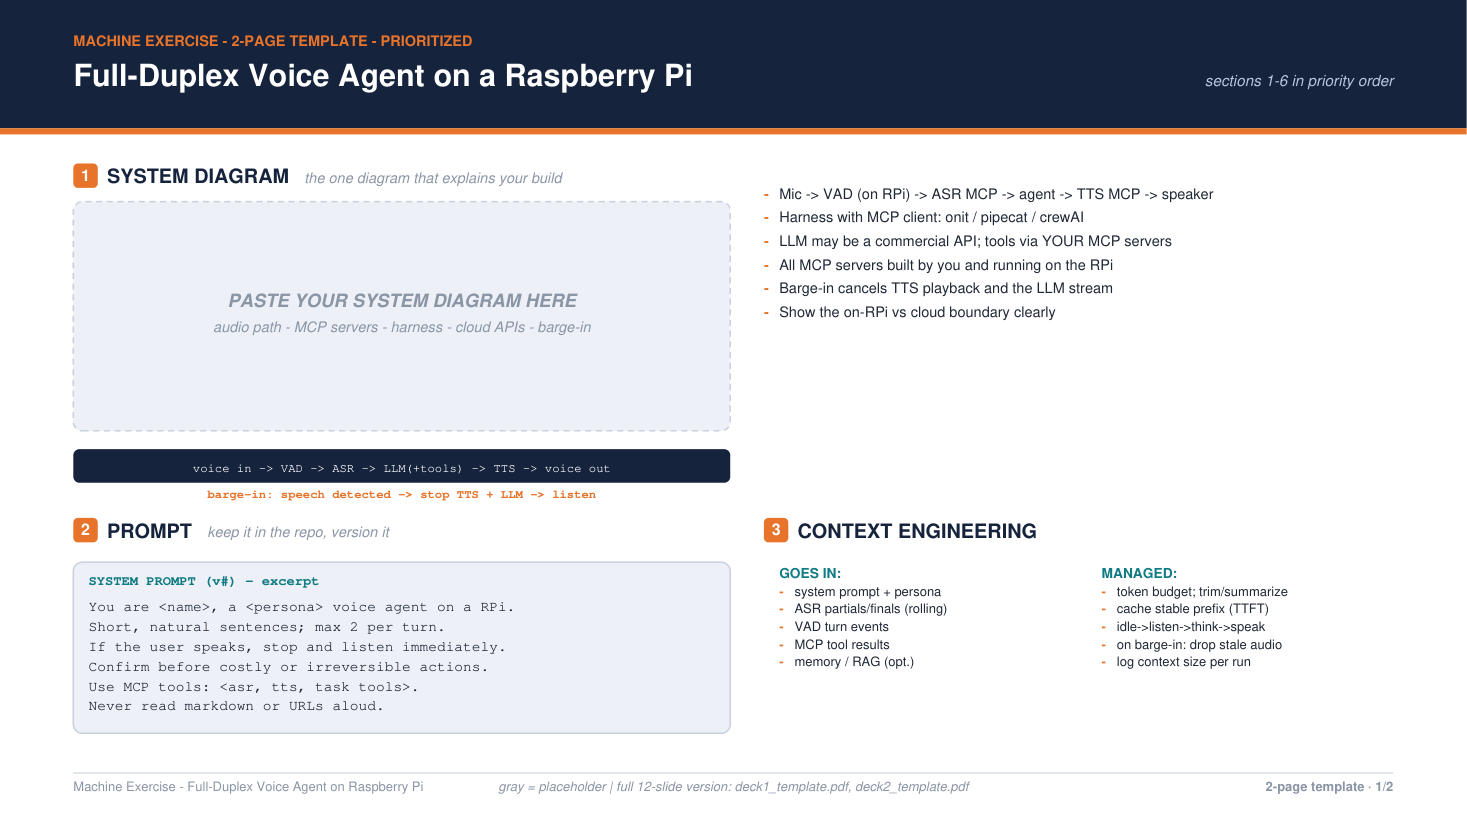 MACHINE EXERCISE - 2-PAGE TEMPLATE - PRIORITIZED
Full-Duplex Voice Agent on a Raspberry Pi
sections 1-6 in priority order
1 SYSTEM DIAGRAM the one diagram that explains your build
PASTE YOUR SYSTEM DIAGRAM HERE
audio path - MCP servers - harness - cloud APIs - barge-in
voice in -> VAD -> ASR -> LLM(+tools) -> TTS -> voice out
barge-in: speech detected -> stop TTS + LLM -> listen
- Mic -> VAD (on RPi) -> ASR MCP -> agent -> TTS MCP -> speaker
- Harness with MCP client: onit / pipecat / crewAI
- LLM may be a commercial API; tools via YOUR MCP servers
- All MCP servers built by you and running on the RPi
- Barge-in cancels TTS playback and the LLM stream
- Show the on-RPi vs cloud boundary clearly
2 PROMPT keep it in the repo, version it
SYSTEM PROMPT (v#) - excerpt
You are <name>, a <persona> voice agent on a RPi.
Short, natural sentences; max 2 per turn.
If the user speaks, stop and listen immediately.
Confirm before costly or irreversible actions.
Use MCP tools: <asr, tts, task tools>.
Never read markdown or URLs aloud.
3 CONTEXT ENGINEERING
GOES IN:
- system prompt + persona
- ASR partials/finals (rolling)
- VAD turn events
- MCP tool results
- memory / RAG (opt.)
MANAGED:
- token budget; trim/summarize
- cache stable prefix (TTFT)
- idle->listen->think->speak
- on barge-in: drop stale audio
- log context size per run
Machine Exercise - Full-Duplex Voice Agent on Raspberry Pi
gray = placeholder | full 12-slide version: deck1_template.pdf, deck2_template.pdf
2-page template · 1/2